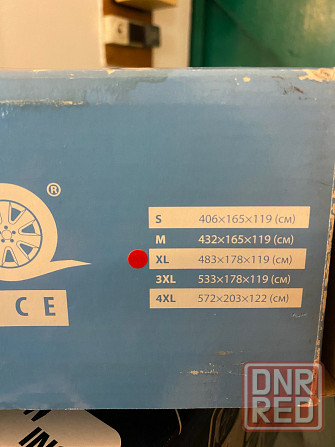 ®
S 406×165×119 (см)
M 432×165×119 (см)
XL 483×178×119 (см)
3XL 533×178×119 (см)
4XL 572×203×122 (см)
C E
DNR
RED